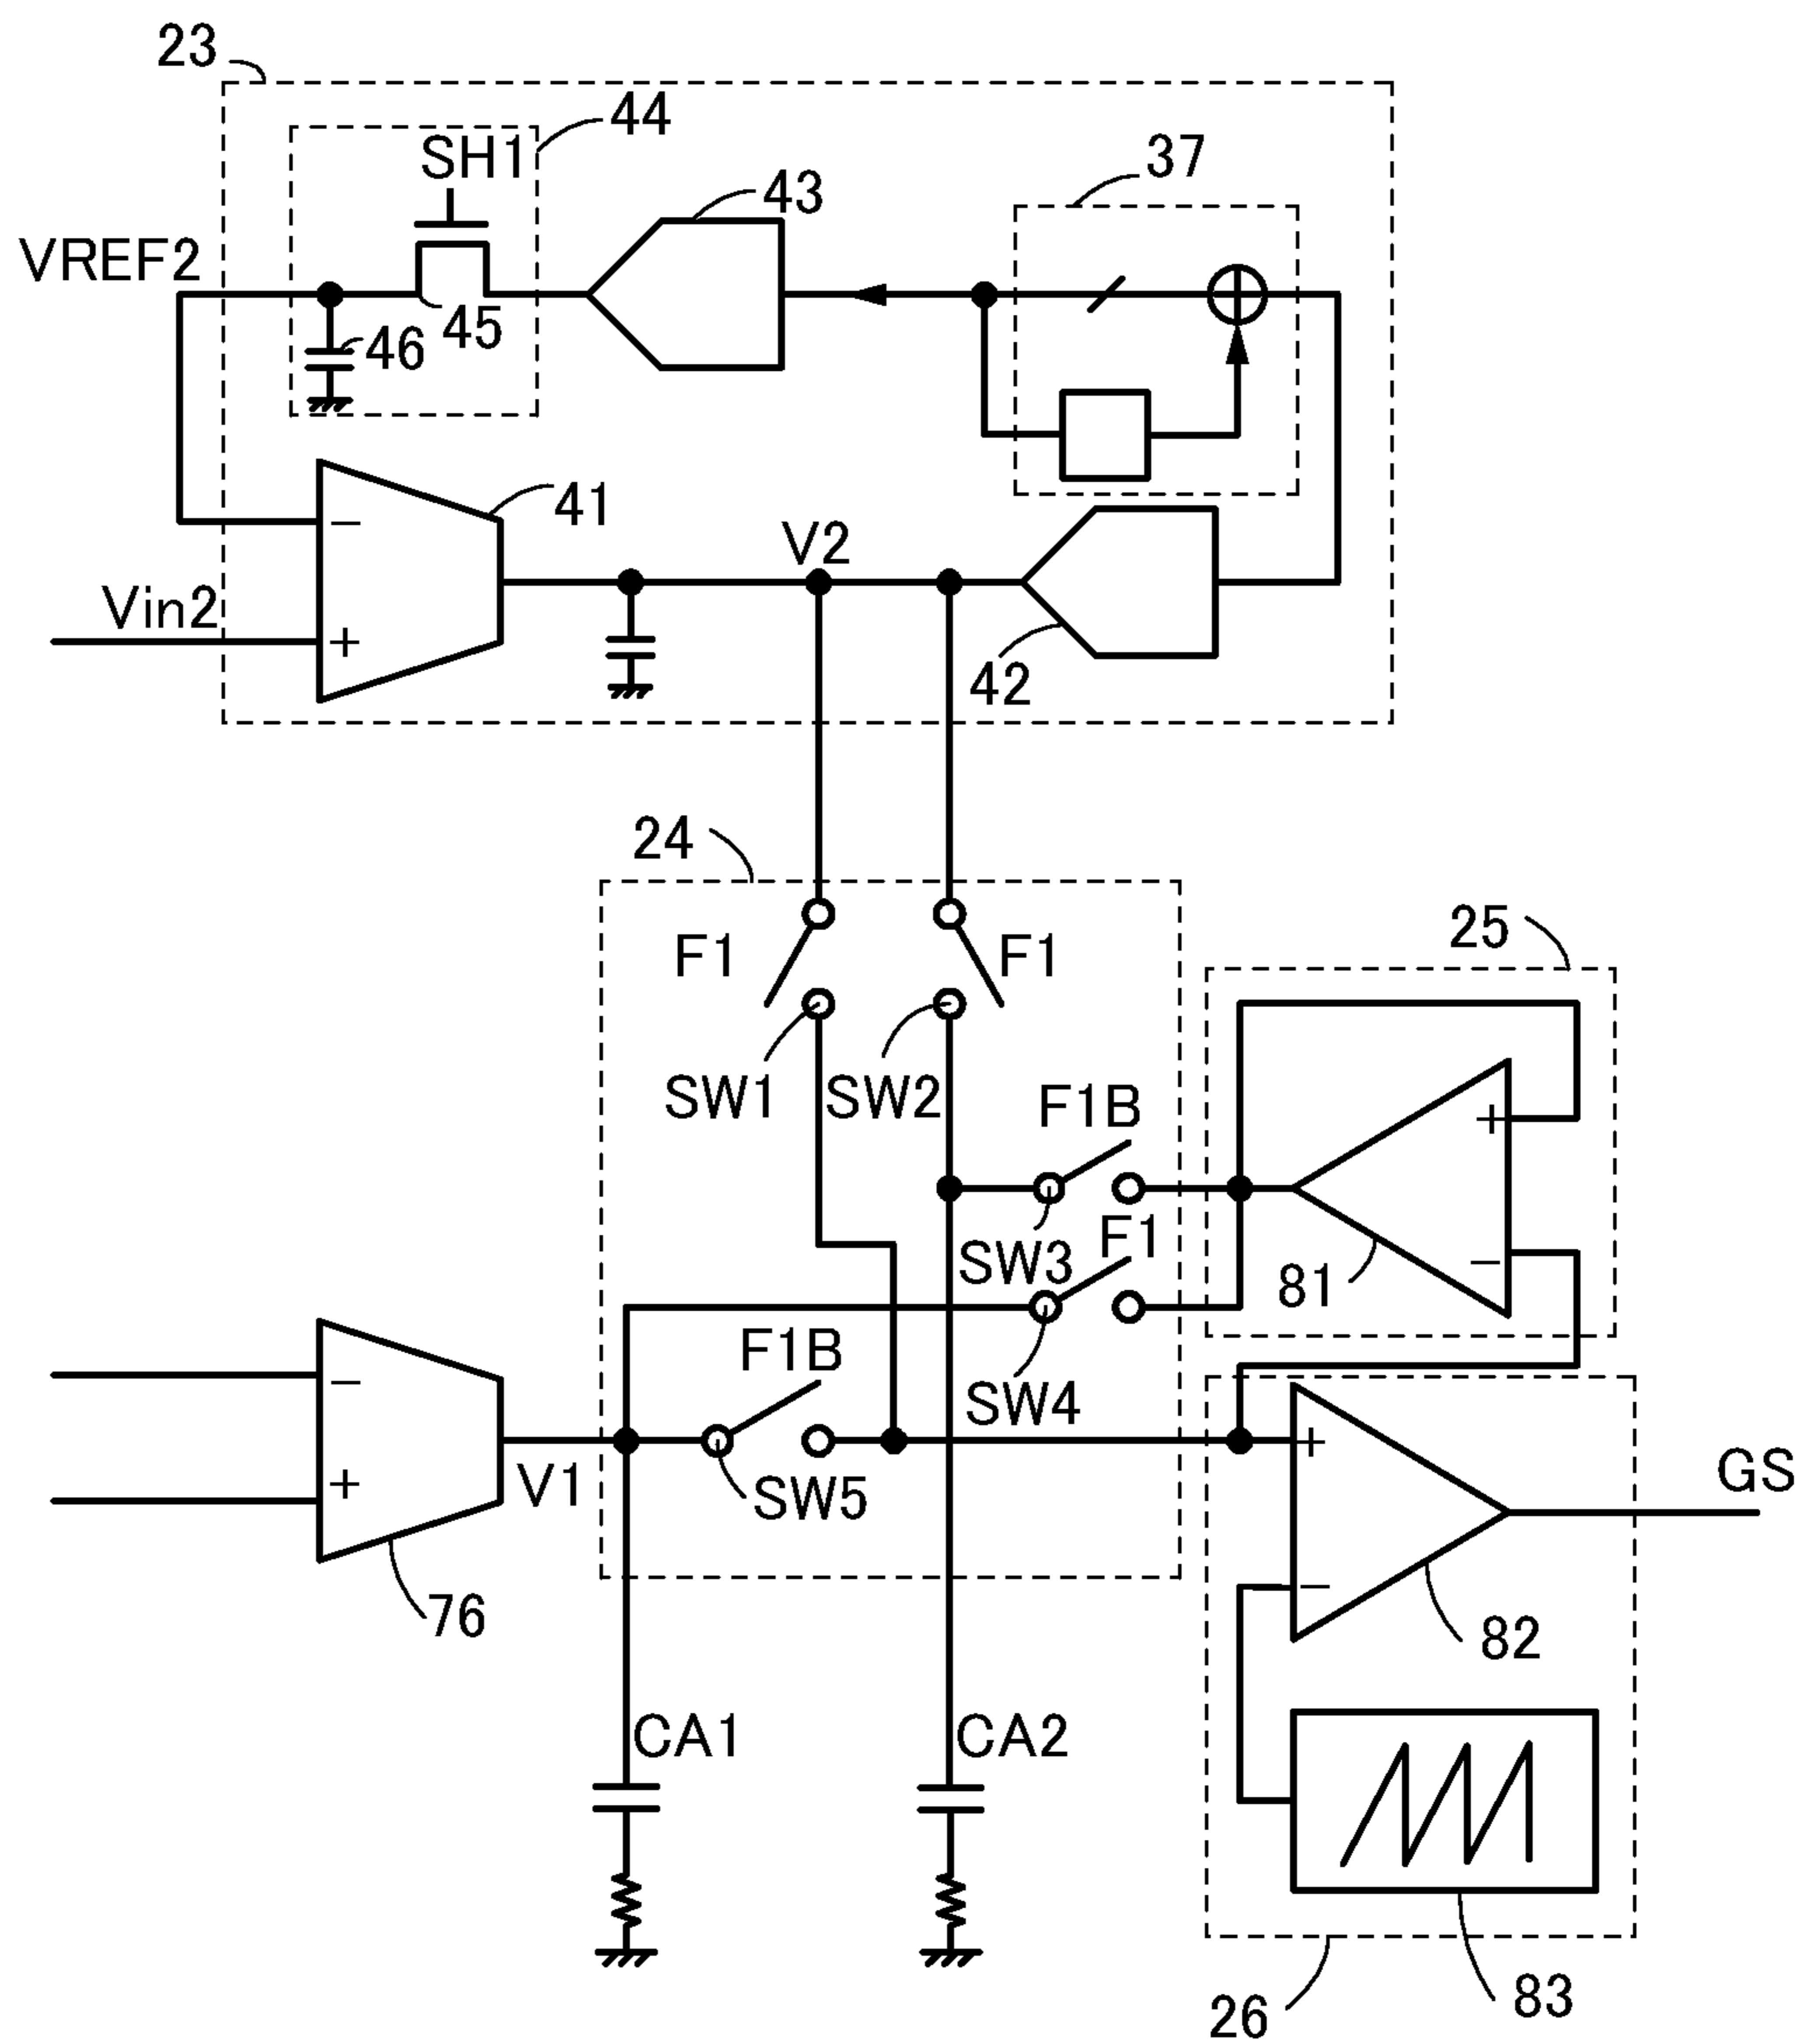 23
44
SH1
37
43
VREF2
45
46
−
41
V2
Vin2
+
42
24
25
F1
F1
SW1
SW2
F1B
+
SW3
F1
−
81
F1B
−
SW4
+
V1
SW5
+
GS
76
−
82
CA1
CA2
83
26